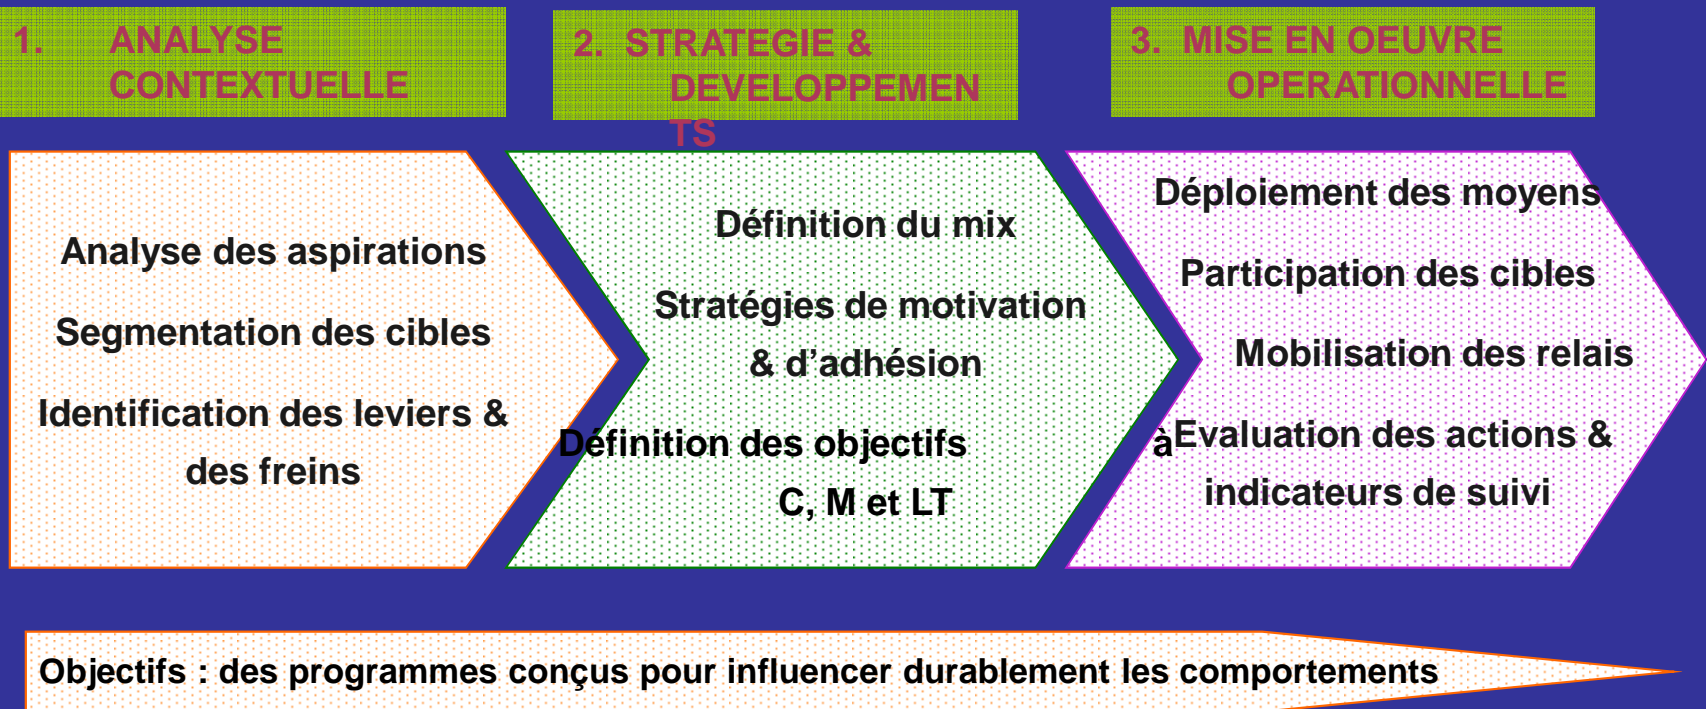 1. ANALYSE
CONTEXTUELLE
2. STRATEGIE &
DEVELOPPEMEN
TS
3. MISE EN OEUVRE
OPERATIONNELLE
Analyse des aspirations
Segmentation des cibles
Identification des leviers &
des freins
Définition du mix
Stratégies de motivation
& d’adhésion
Définition des objectifs à
C, M et LT
Déploiement des moyens
Participation des cibles
Mobilisation des relais
Evaluation des actions &
indicateurs de suivi
Objectifs : des programmes conçus pour influencer durablement les comportements